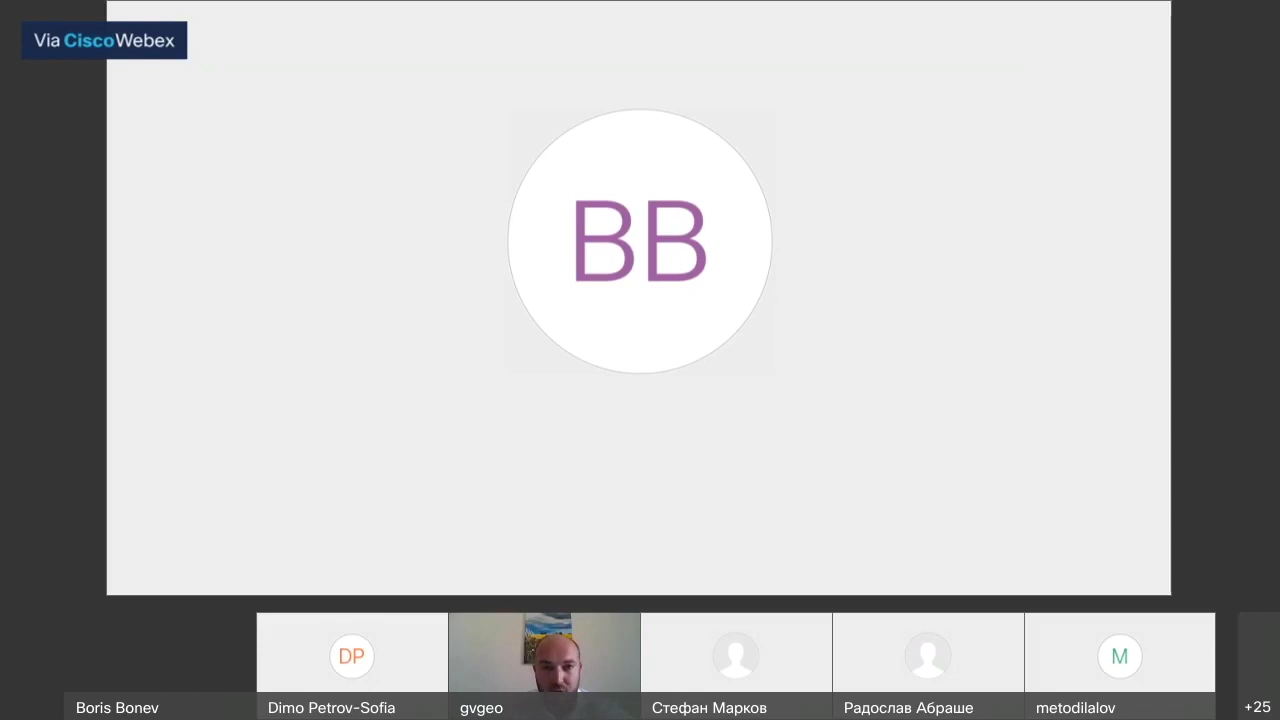 Via CiscoWebex
BB
DP
M
Boris Bonev
Dimo Petrov-Sofia
gvgeo
Стефан Марков
Радослав Абраше
metodilalov
+25